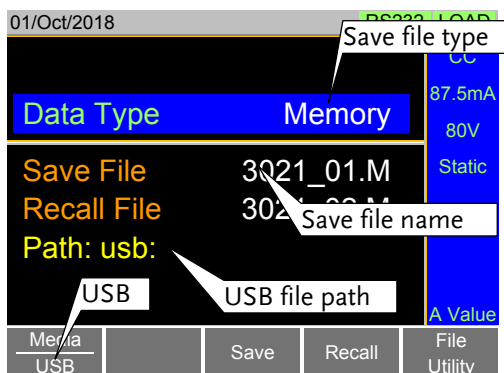 01/Oct/2018 RS232 LOAD
Save file type
CC
87.5mA
Data Type Memory
80V
Save File 3021_01.M
Static
Recall File
Save file name
Path: usb:
USB
USB file path
A Value
Media
USB
Save
Recall
File
Utility